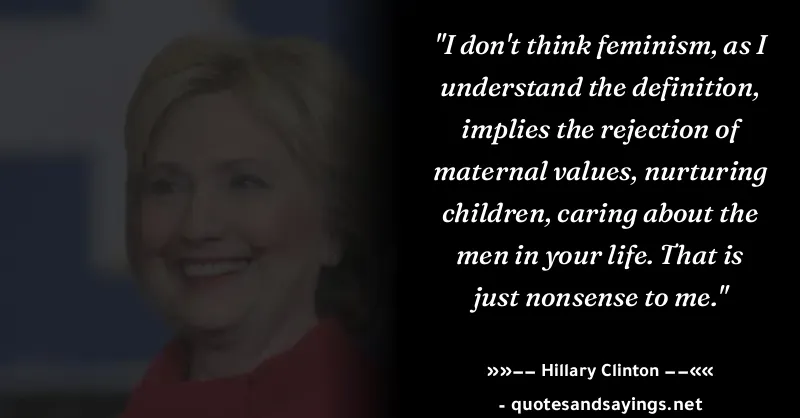 "I don't think feminism, as I
understand the definition,
implies the rejection of
maternal values, nurturing
children, caring about the
men in your life. That is
just nonsense to me."
»»-- Hillary Clinton --««
- quotesandsayings.net